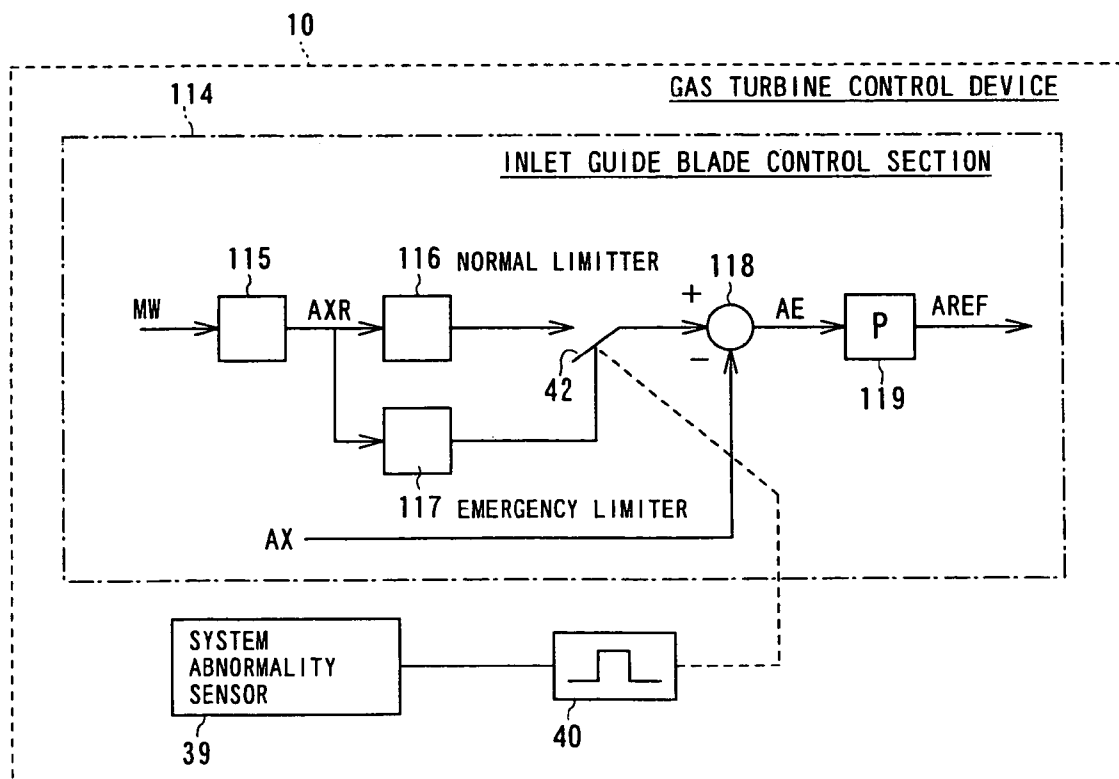 10
GAS TURBINE CONTROL DEVICE
114
INLET GUIDE BLADE CONTROL SECTION
115
116 NORMAL LIMITTER
118
MW
AXR
+
AE
P
AREF
−
42
119
117 EMERGENCY LIMITER
AX
SYSTEM
ABNORMALITY
SENSOR
39
40